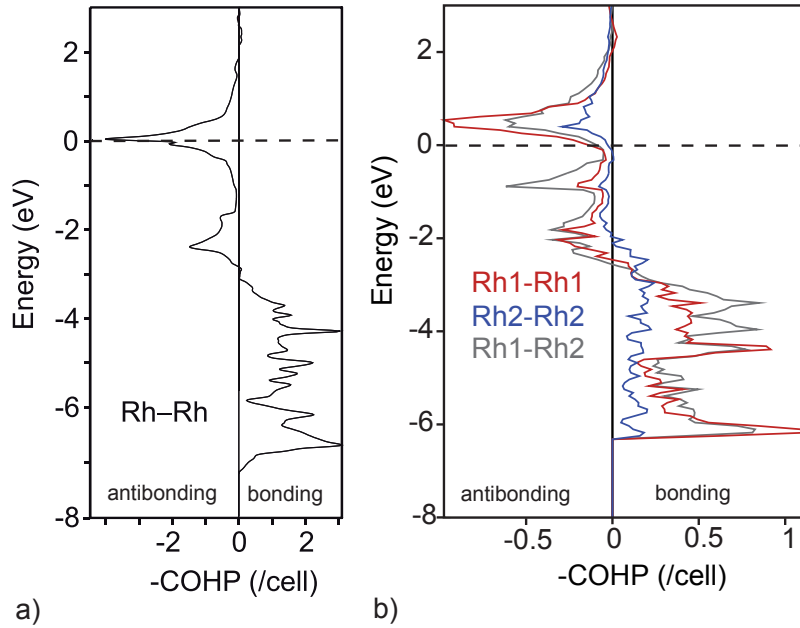 2
0
-2
-4
-6
-8
Energy (eV)
Rh–Rh
antibonding
bonding
-2
0
2
-COHP (/cell)
a)
2
0
-2
-4
-6
-8
Energy (eV)
Rh1-Rh1
Rh2-Rh2
Rh1-Rh2
antibonding
bonding
-0.5
0
0.5
1
-COHP (/cell)
b)